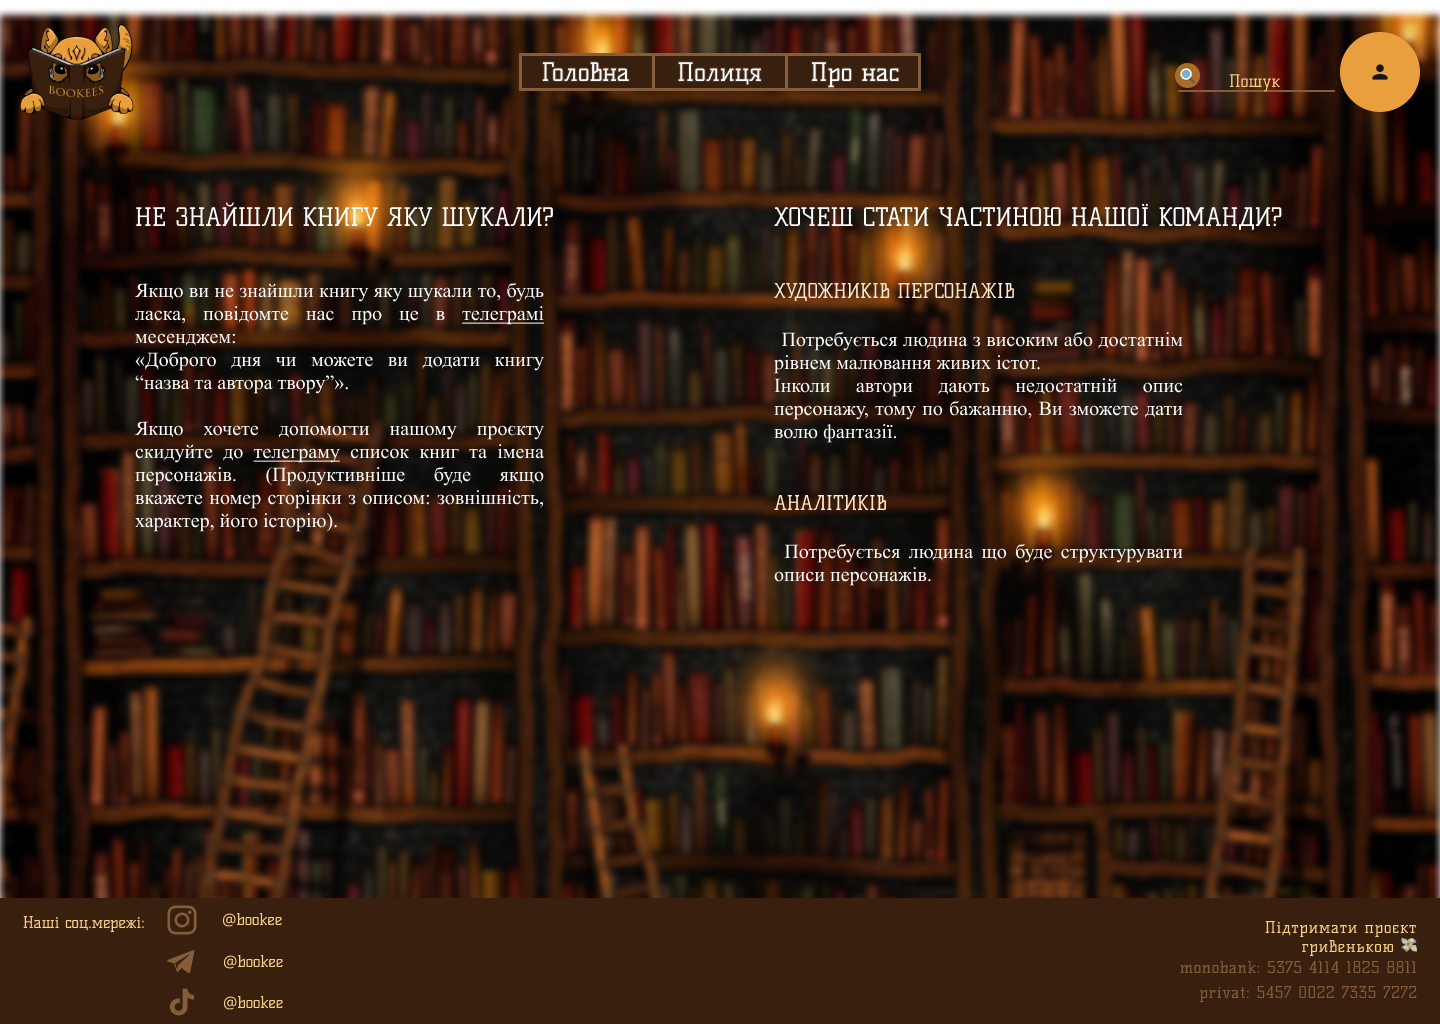 BOOKEES
Головна
Полиця
Про нас
Пошук
НЕ ЗНАЙШЛИ КНИГУ ЯКУ ШУКАЛИ?
Якщо ви не знайшли книгу яку шукали то, будь
ласка, повідомте нас про це в телеграмі
месенджем:
«Доброго дня чи можете ви додати книгу
“назва та автора твору”».
Якщо хочете допомогти нашому проєкту
скидуйте до телеграму список книг та імена
персонажів. (Продуктивніше буде якщо
вкажете номер сторінки з описом: зовнішність,
характер, його історію).
ХОЧЕШ СТАТИ ЧАСТИНОЮ НАШОЇ КОМАНДИ?
ХУДОЖНИКІВ ПЕРСОНАЖІВ
Потребується людина з високим або достатнім
рівнем малювання живих істот.
Інколи автори дають недостатній опис
персонажу, тому по бажанню, Ви зможете дати
волю фантазії.
АНАЛІТИКІВ
Потребується людина що буде структурувати
описи персонажів.
Наші соц.мережі:
@bookee
@bookee
@bookee
Підтримати проєкт
гривенькою 💸
monobank: 5375 4114 1825 8811
privat: 5457 0022 7335 7272